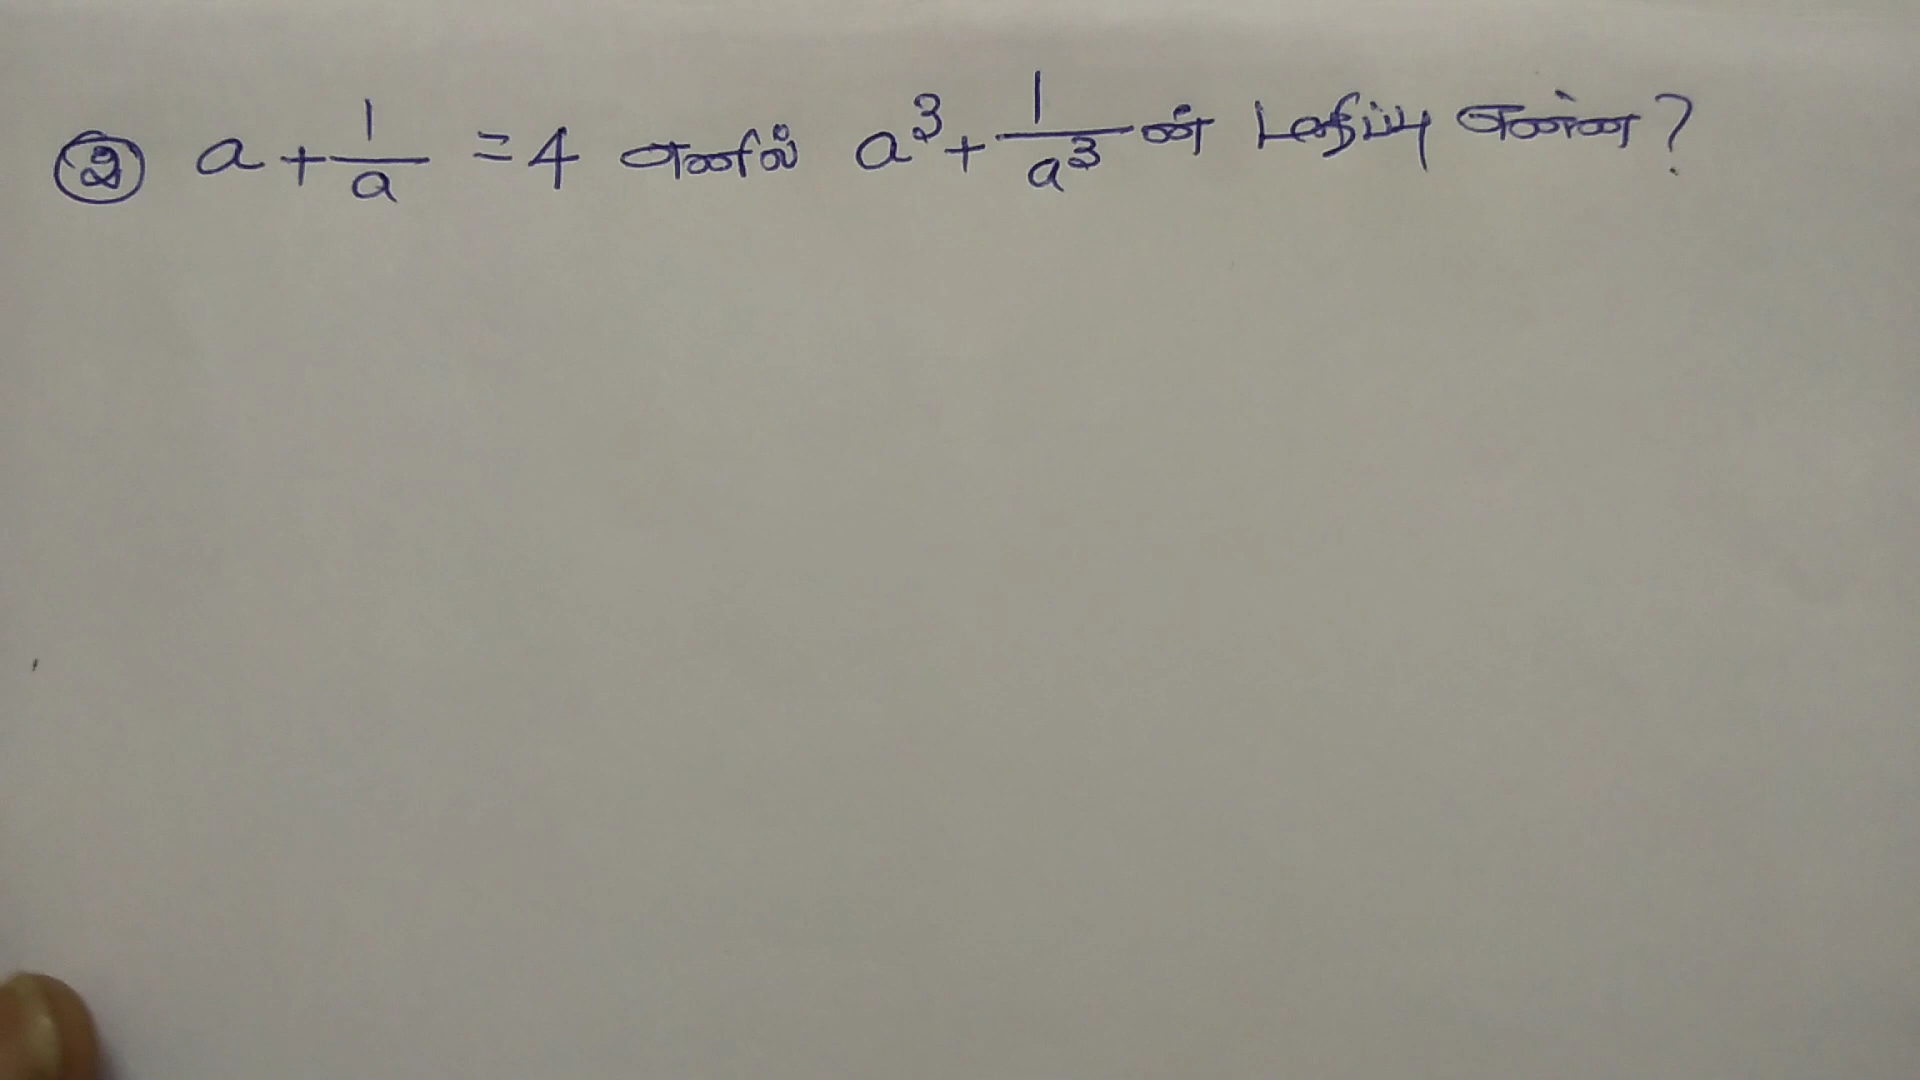 ② a + 1/a = 4 எனில் a³ + 1/a³ ன் மதிப்பு என்ன?